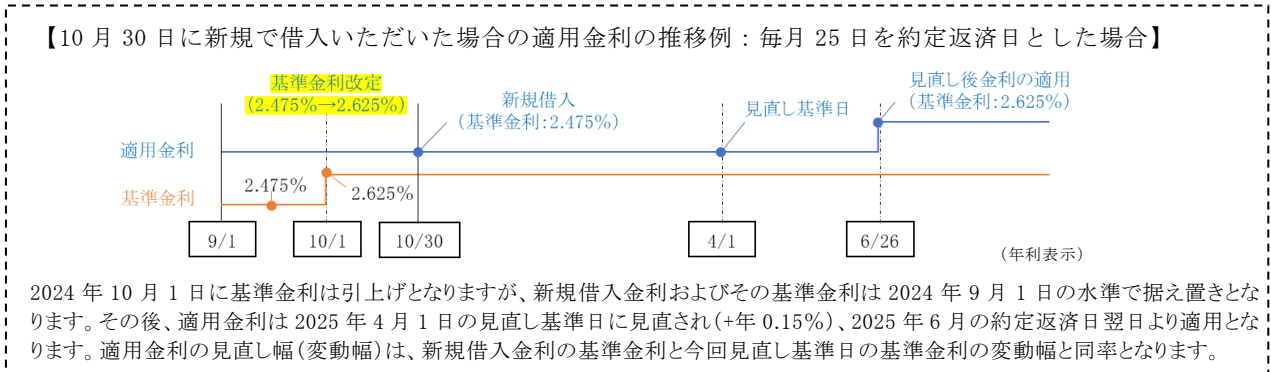 【10 月 30 日に新規で借入いただいた場合の適用金利の推移例：毎月 25 日を約定返済日とした場合】
基準金利改定
（2.475%→2.625%）
新規借入
（基準金利:2.475%）
見直し基準日
見直し後金利の適用
（基準金利:2.625%）
適用金利
基準金利
2.475%
2.625%
9/1
10/1
10/30
4/1
6/26
（年利表示）
2024 年 10 月 1 日に基準金利は引上げとなりますが、新規借入金利およびその基準金利は 2024 年 9 月 1 日の水準で据え置きとな
ります。その後、適用金利は 2025 年 4 月 1 日の見直し基準日に見直され（+年 0.15%）、2025 年 6 月の約定返済日翌日より適用とな
ります。適用金利の見直し幅（変動幅）は、新規借入金利の基準金利と今回見直し基準日の基準金利の変動幅と同率となります。